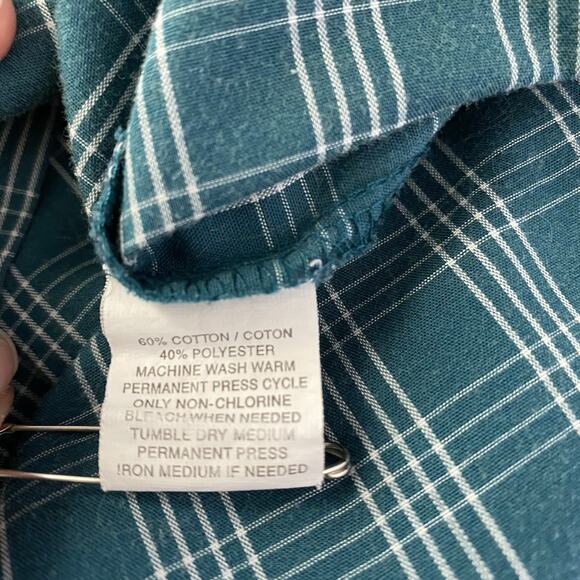 60% COTTON / COTON
40% POLYESTER
MACHINE WASH WARM
PERMANENT PRESS CYCLE
ONLY NON-CHLORINE
BLEACH WHEN NEEDED
TUMBLE DRY MEDIUM
PERMANENT PRESS
IRON MEDIUM IF NEEDED